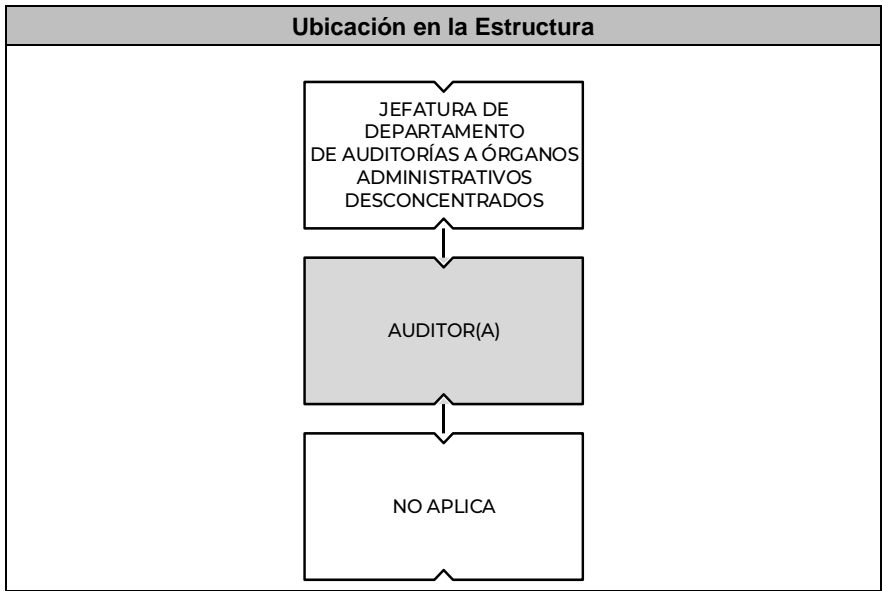 Ubicación en la Estructura
JEFATURA DE
DEPARTAMENTO
DE AUDITORÍAS A ÓRGANOS
ADMINISTRATIVOS
DESCONCENTRADOS
AUDITOR(A)
NO APLICA